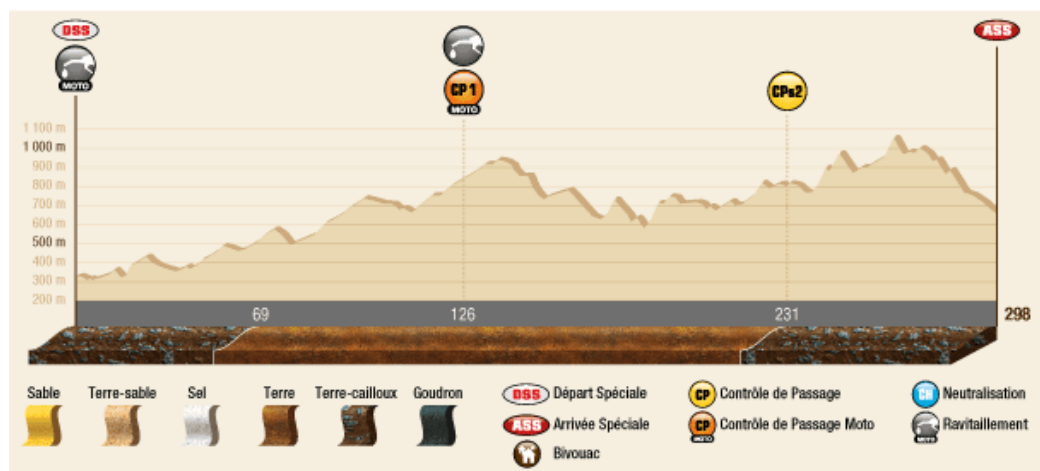 DSS
ASS
MOTO
CP1
MOTO
CPs2
1 100 m
1 000 m
900 m
800 m
700 m
600 m
500 m
400 m
300 m
200 m
69
126
231
298
Sable
Terre-sable
Sel
Terre
Terre-cailloux
Goudron
DSS Départ Spéciale
ASS Arrivée Spéciale
Bivouac
CP Contrôle de Passage
CP MOTO Contrôle de Passage Moto
CN Neutralisation
MOTO Ravitaillement